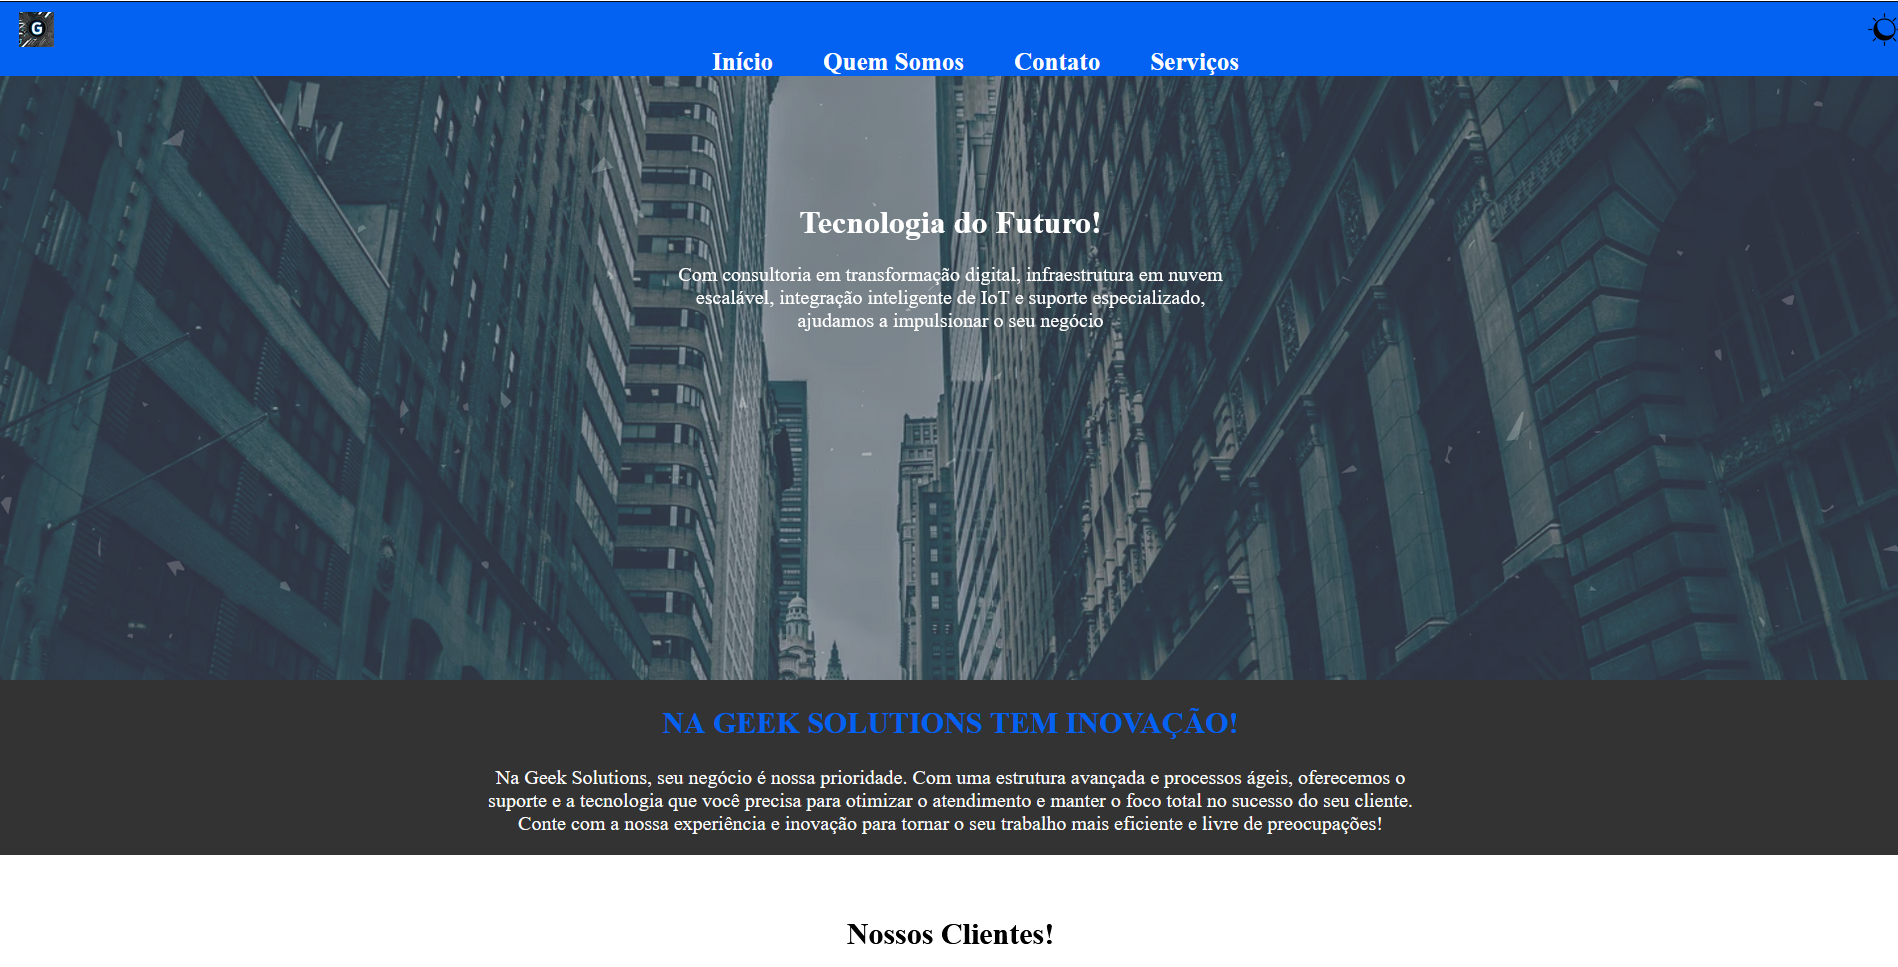 G
Início Quem Somos Contato Serviços
Tecnologia do Futuro!
Com consultoria em transformação digital, infraestrutura em nuvem
escalável, integração inteligente de IoT e suporte especializado,
ajudamos a impulsionar o seu negócio
NA GEEK SOLUTIONS TEM INOVAÇÃO!
Na Geek Solutions, seu negócio é nossa prioridade. Com uma estrutura avançada e processos ágeis, oferecemos o
suporte e a tecnologia que você precisa para otimizar o atendimento e manter o foco total no sucesso do seu cliente.
Conte com a nossa experiência e inovação para tornar o seu trabalho mais eficiente e livre de preocupações!
Nossos Clientes!